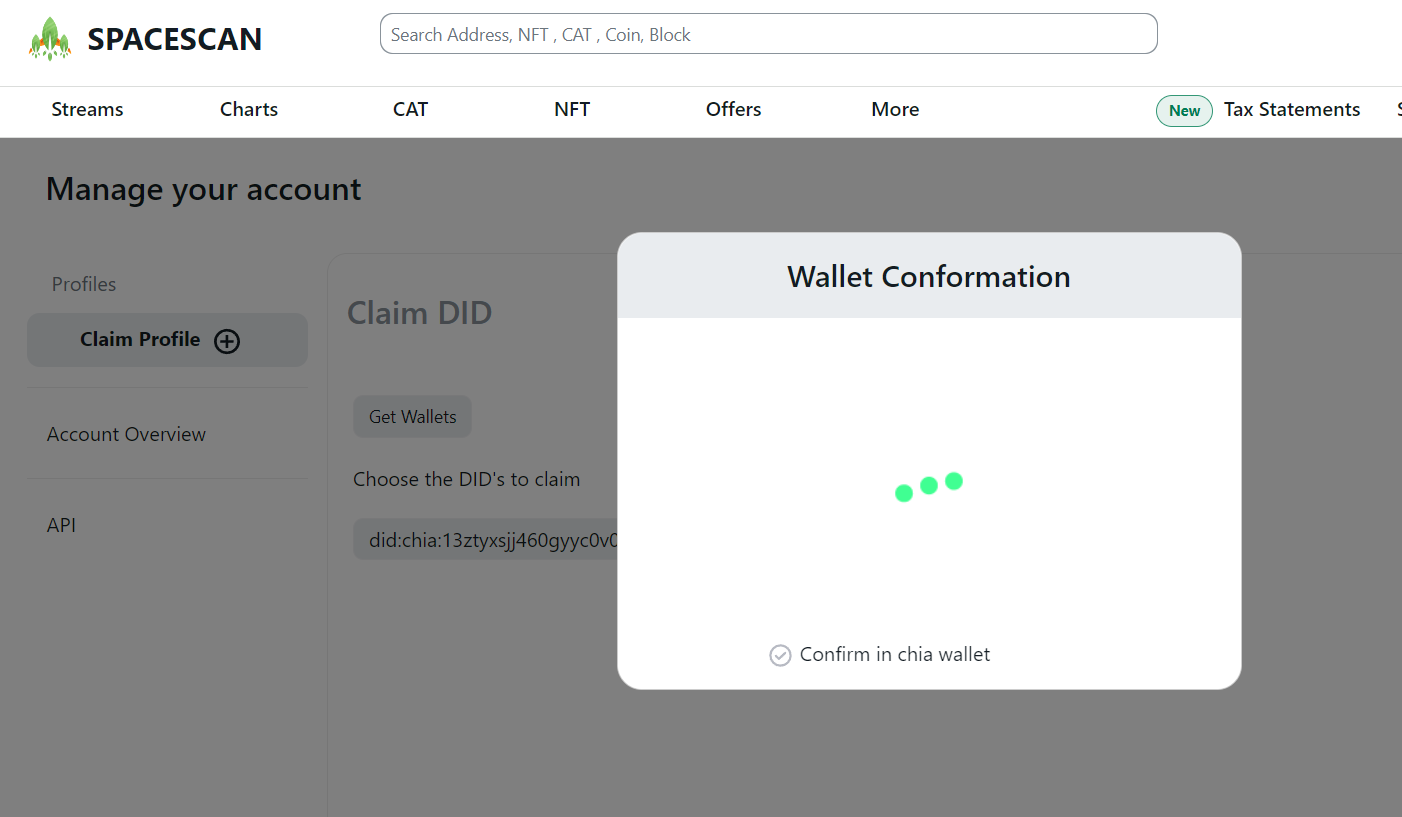 SPACESCAN
Search Address, NFT , CAT , Coin, Block
Streams Charts CAT NFT Offers More New Tax Statements
Manage your account
Profiles
Claim Profile
Account Overview
API
Claim DID
Get Wallets
Choose the DID's to claim
did:chia:13ztyxsjj460gyyc0v0
Wallet Conformation
Confirm in chia wallet